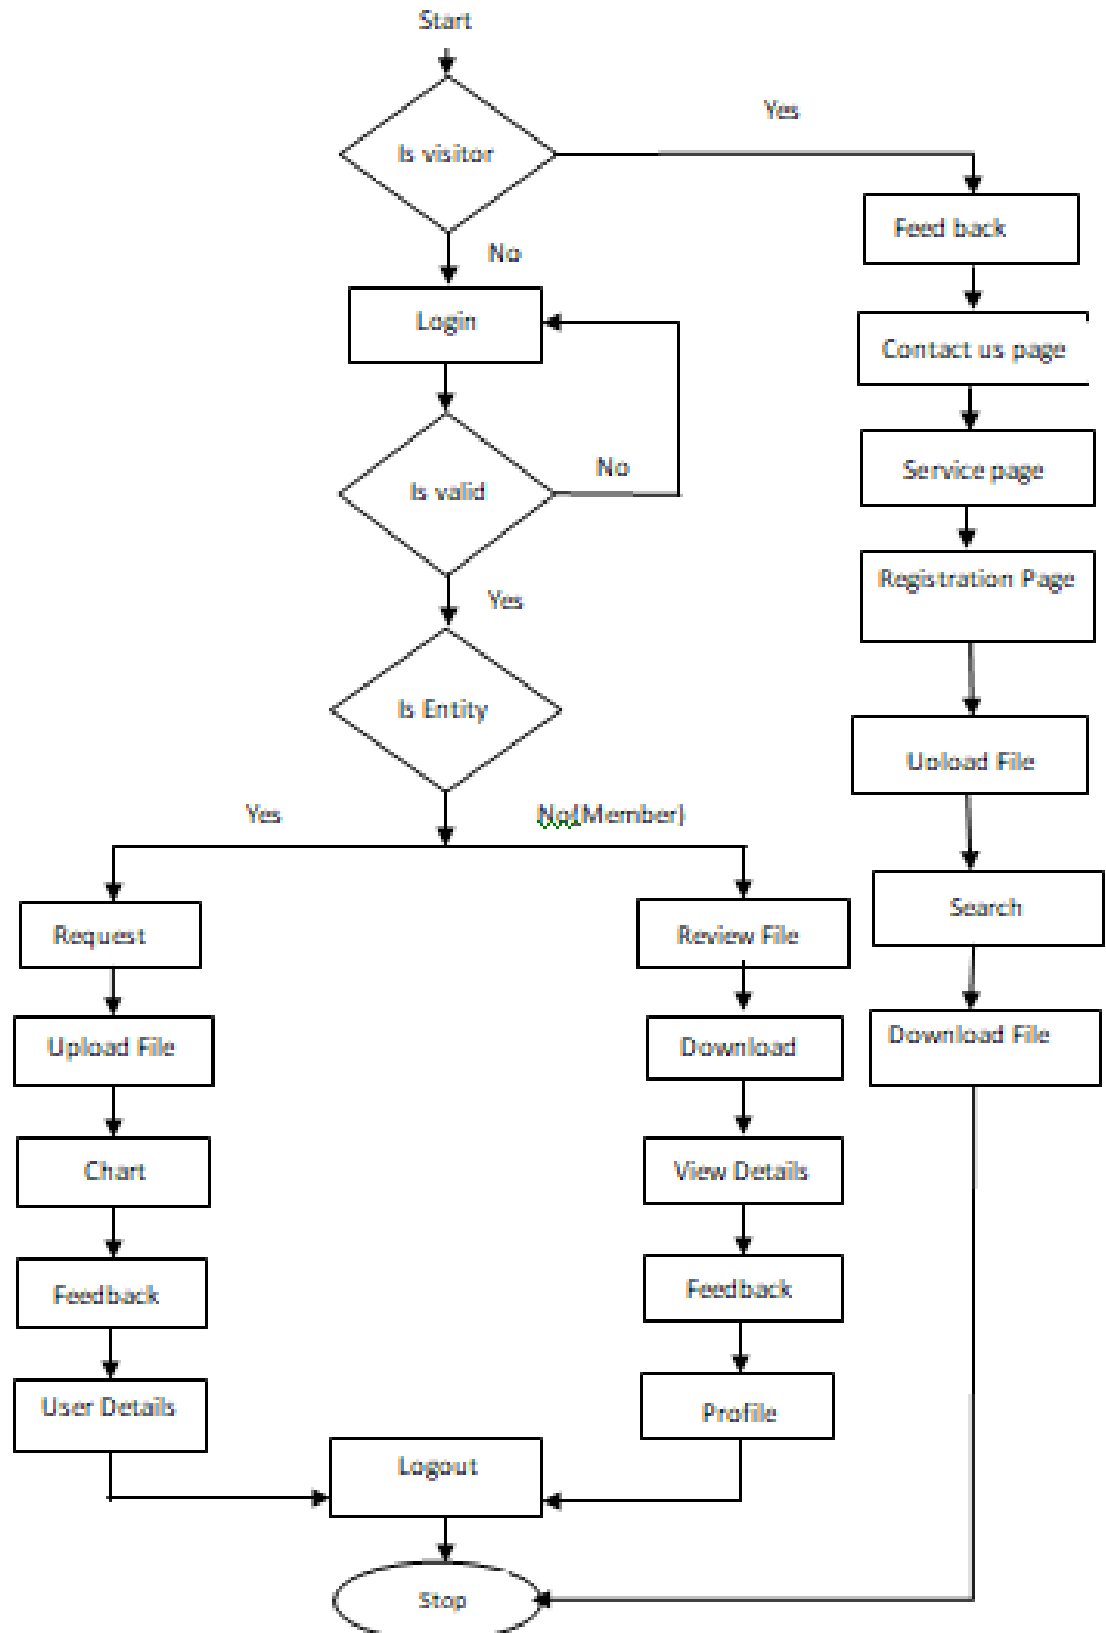 Start
Yes
Is visitor
Feed back
No
Login
Contact us page
Is valid
No
Service page
Registration Page
Yes
Is Entity
Upload File
Yes
No(Member)
Request
Review File
Search
Upload File
Download
Download File
Chart
View Details
Feedback
Feedback
User Details
Profile
Logout
Stop